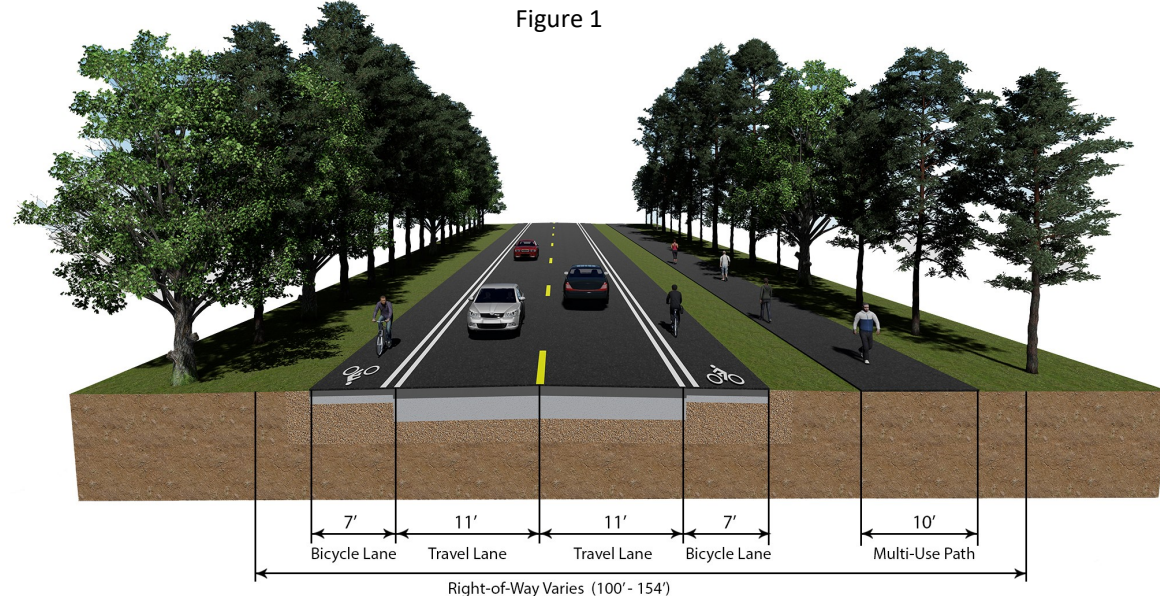 Figure 1
7’ 11’ 11’ 7’ 10’
Bicycle Lane Travel Lane Travel Lane Bicycle Lane Multi-Use Path
Right-of-Way Varies (100’ - 154’)